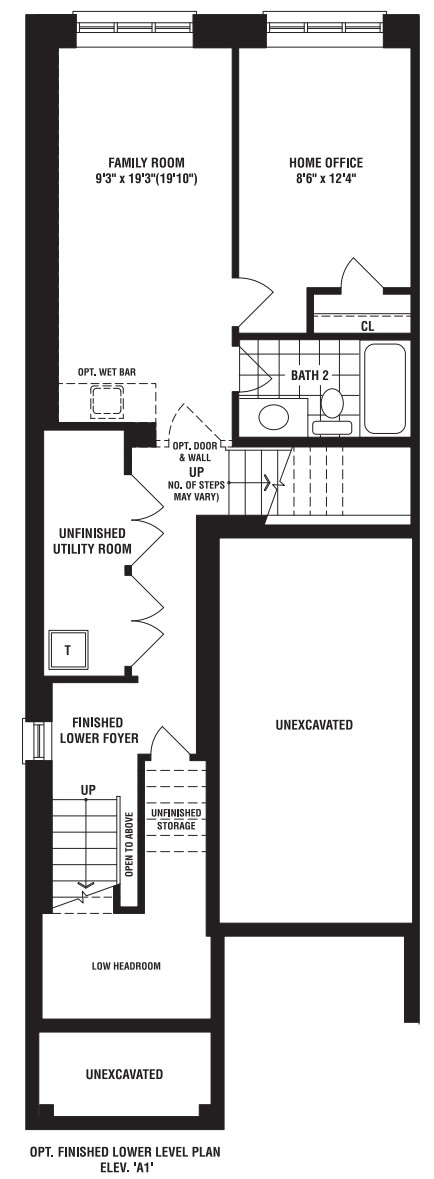 FAMILY ROOM
9'3" x 19'3"(19'10")
HOME OFFICE
8'6" x 12'4"
CL
OPT. WET BAR
BATH 2
OPT. DOOR
& WALL
UP
NO. OF STEPS
MAY VARY)
UNFINISHED
UTILITY ROOM
T
FINISHED
LOWER FOYER
UNEXCAVATED
UP
OPEN TO ABOVE
UNFINISHED
STORAGE
LOW HEADROOM
UNEXCAVATED
OPT. FINISHED LOWER LEVEL PLAN
ELEV. 'A1'